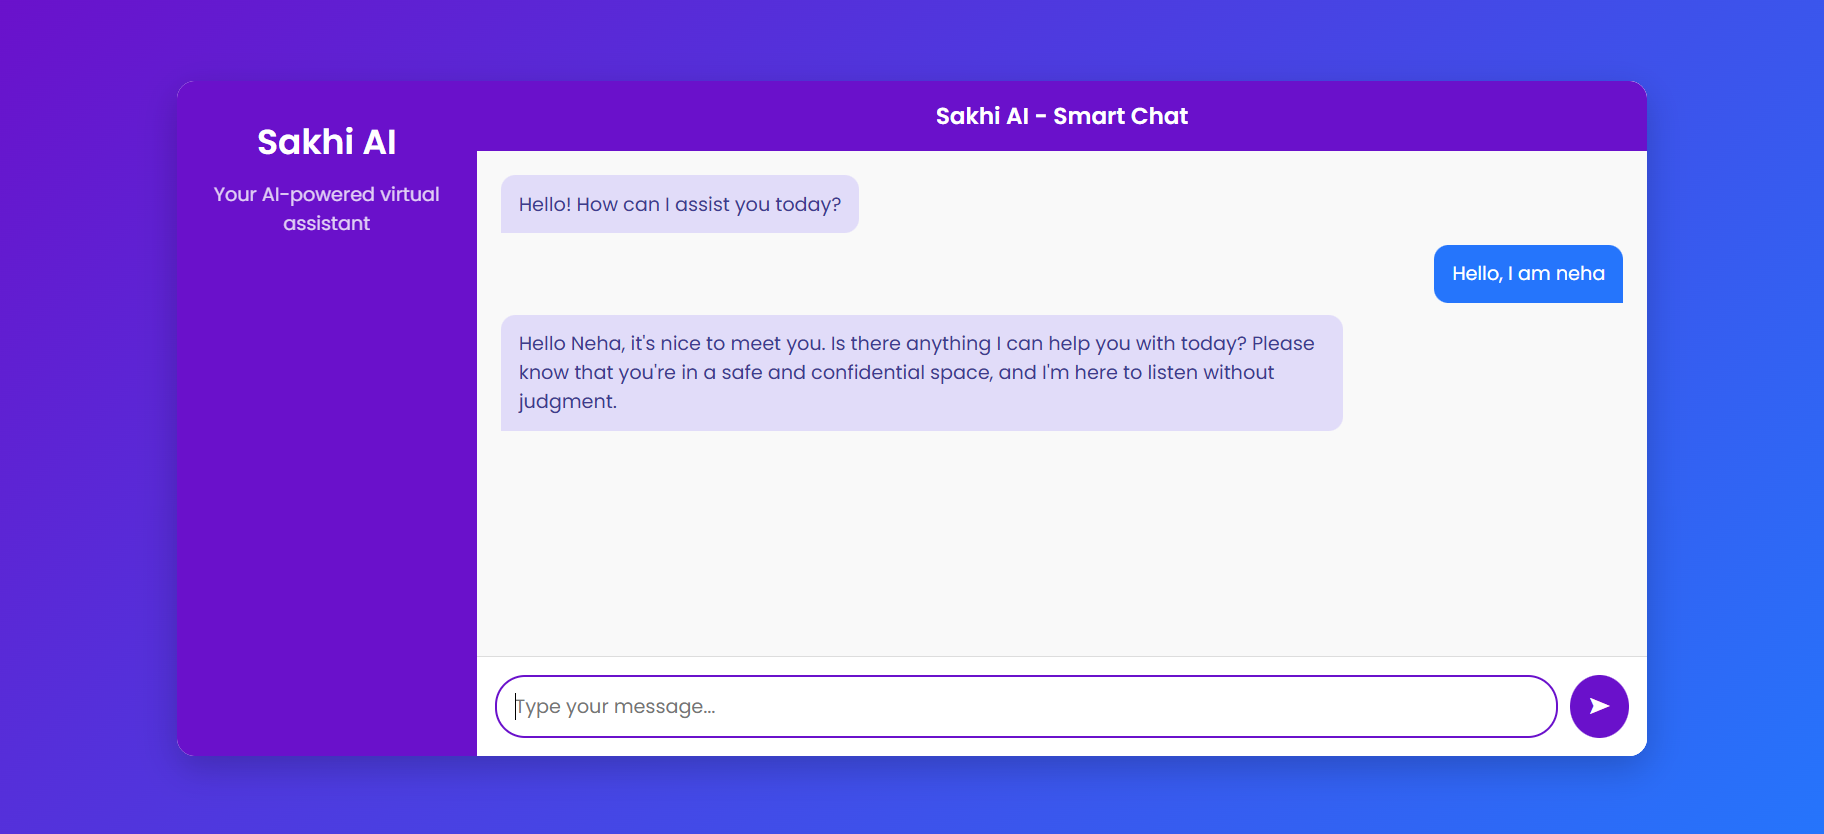 Sakhi AI
Your AI-powered virtual
assistant
Sakhi AI - Smart Chat
Hello! How can I assist you today?
Hello, I am neha
Hello Neha, it's nice to meet you. Is there anything I can help you with today? Please
know that you're in a safe and confidential space, and I'm here to listen without
judgment.
Type your message...